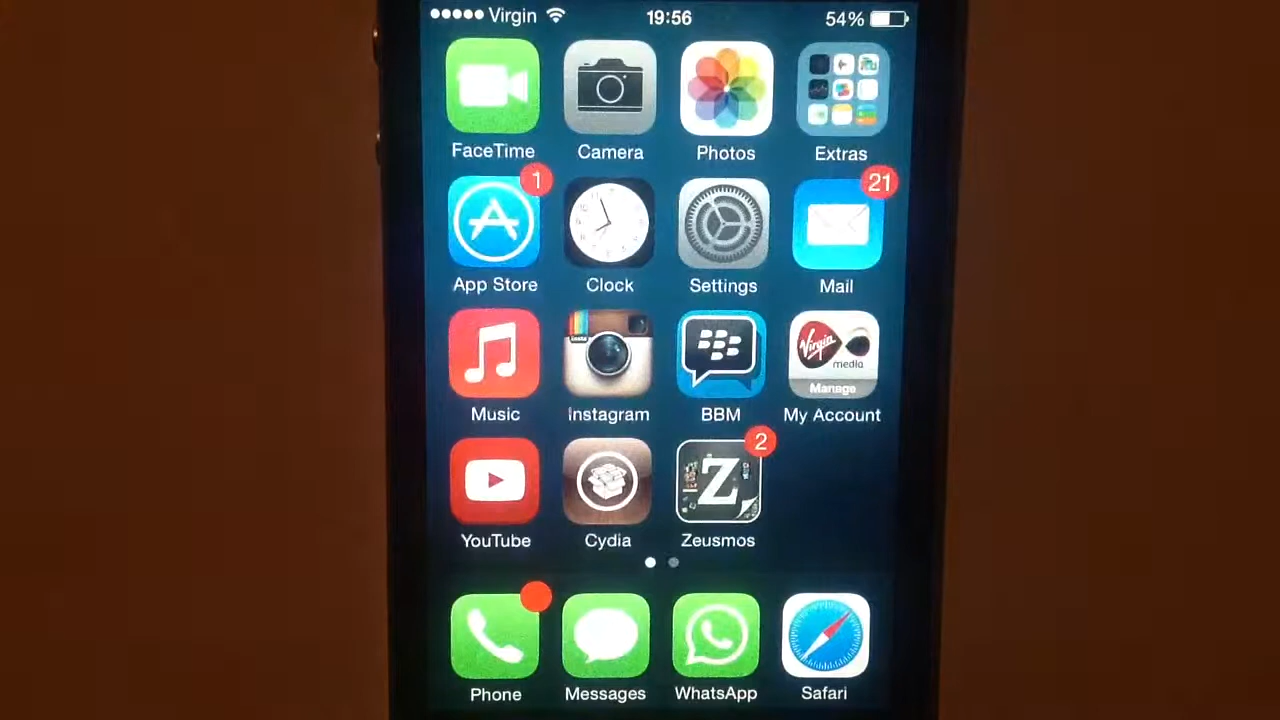 Virgin 19:56 54%
FaceTime Camera Photos Extras
1 21
App Store Clock Settings Mail
Virgin media
Manage
Music Instagram BBM My Account
2
Z
YouTube Cydia Zeusmos
Phone Messages WhatsApp Safari